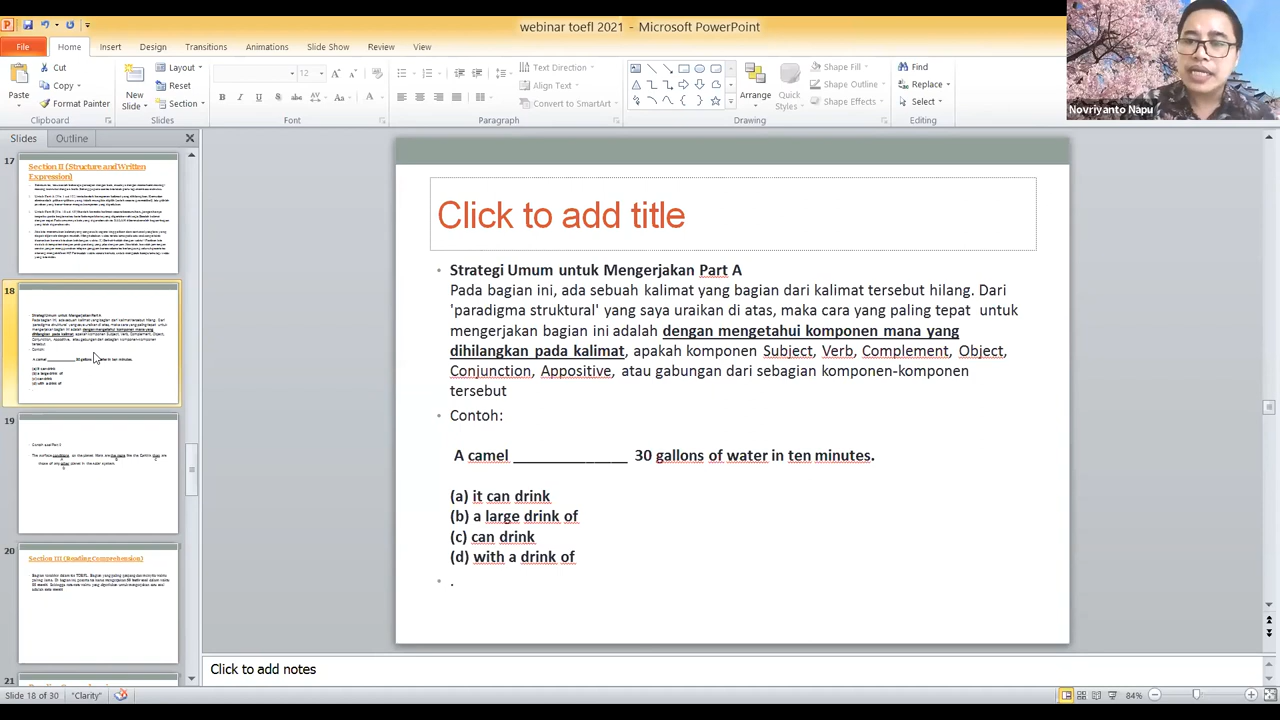 webinar toefl 2021 - Microsoft PowerPoint
File Home Insert Design Transitions Animations Slide Show Review View
Paste
Cut
Copy
Format Painter
Clipboard
New
Slide
Layout
Reset
Section
Slides
12
Font
Text Direction
Align Text
Convert to SmartArt
Paragraph
Arrange
Quick
Styles
Shape Fill
Shape Outline
Shape Effects
Drawing
Find
Replace
Select
Editing
Novriyanto Napu
Slides Outline
17
Section II (Structure and Written
Expression)
18
19
20
Section III (Reading Comprehension)
21
Click to add title
• Strategi Umum untuk Mengerjakan Part A
Pada bagian ini, ada sebuah kalimat yang bagian dari kalimat tersebut hilang. Dari
'paradigma struktural' yang saya uraikan di atas, maka cara yang paling tepat untuk
mengerjakan bagian ini adalah dengan mengetahui komponen mana yang
dihilangkan pada kalimat, apakah komponen Subject, Verb, Complement, Object,
Conjunction, Appositive, atau gabungan dari sebagian komponen-komponen
tersebut
• Contoh:
A camel ______________ 30 gallons of water in ten minutes.
(a) it can drink
(b) a large drink of
(c) can drink
(d) with a drink of
• .
Click to add notes
Slide 18 of 30 "Clarity" 84%